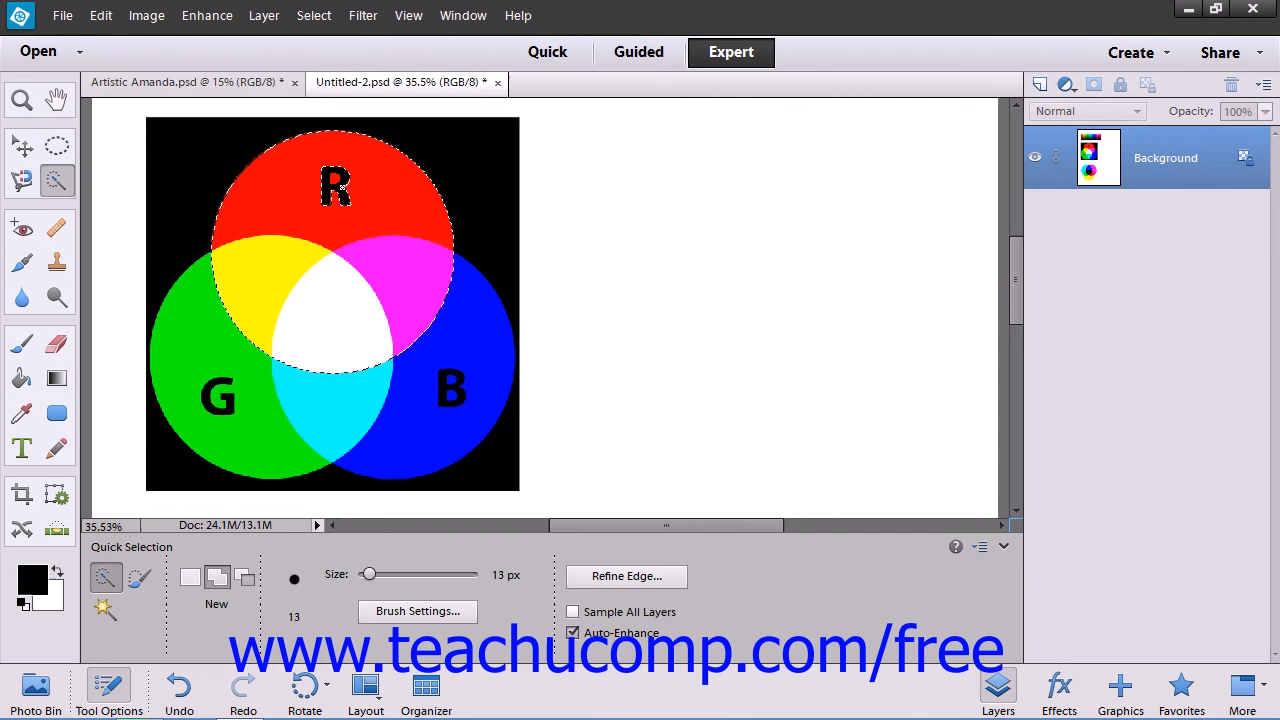 File Edit Image Enhance Layer Select Filter View Window Help
Open Quick Guided Expert Create Share
Artistic Amanda.psd @ 15% (RGB/8) * × Untitled-2.psd @ 35.5% (RGB/8) * ×
Normal Opacity: 100%
Background
R
G
B
35.53% Doc: 24.1M/13.1M
Quick Selection
Size: 13 px
Refine Edge...
New
13
Brush Settings...
Sample All Layers
Auto-Enhance
www.teachucomp.com/free
Photo Bin Tool Options Undo Redo Rotate Layout Organizer Layers Effects Graphics Favorites More